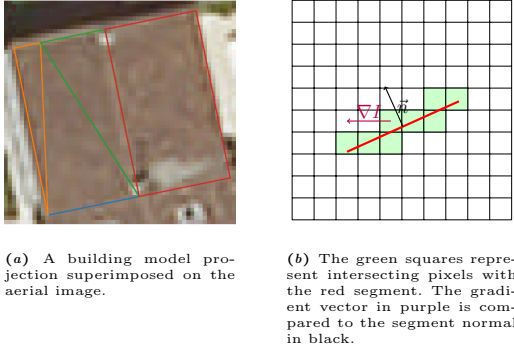 ∇I
n⃗
(a) A building model pro-
jection superimposed on the
aerial image.
(b) The green squares repre-
sent intersecting pixels with
the red segment. The gradi-
ent vector in purple is com-
pared to the segment normal
in black.